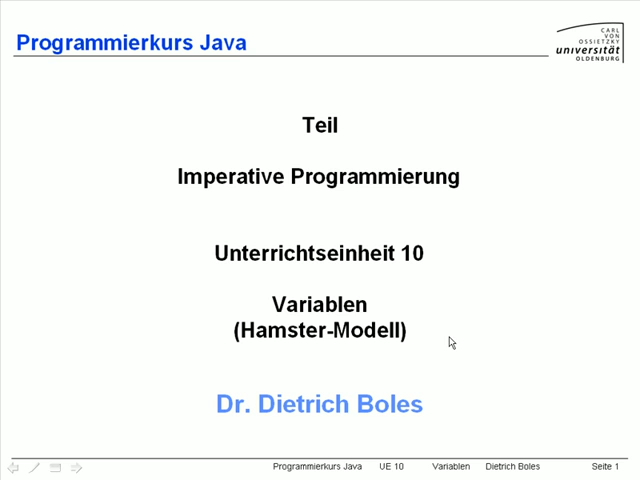 Programmierkurs Java
CARL
VON
OSSIETZKY
universität
OLDENBURG
Teil
Imperative Programmierung
Unterrichtseinheit 10
Variablen
(Hamster-Modell)
Dr. Dietrich Boles
Programmierkurs Java UE 10 Variablen Dietrich Boles Seite 1